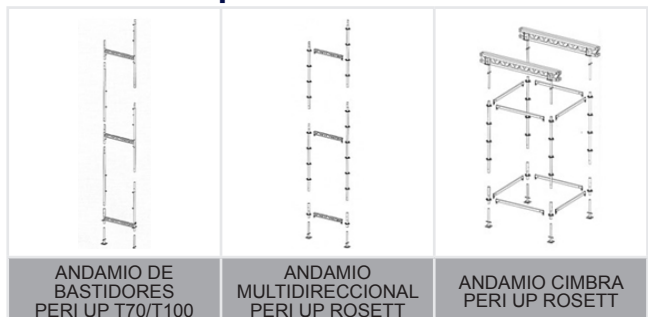 ANDAMIO DE
BASTIDORES
PERI UP T70/T100
ANDAMIO
MULTIDIRECCIONAL
PERI UP ROSETT
ANDAMIO CIMBRA
PERI UP ROSETT